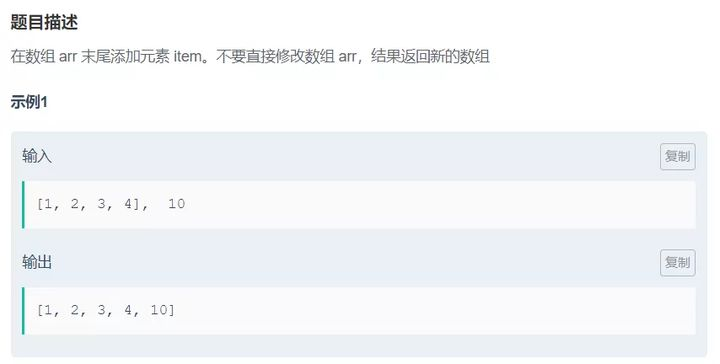 题目描述
在数组 arr 末尾添加元素 item。不要直接修改数组 arr，结果返回新的数组
示例1
输入
复制
[1, 2, 3, 4],  10
输出
复制
[1, 2, 3, 4, 10]